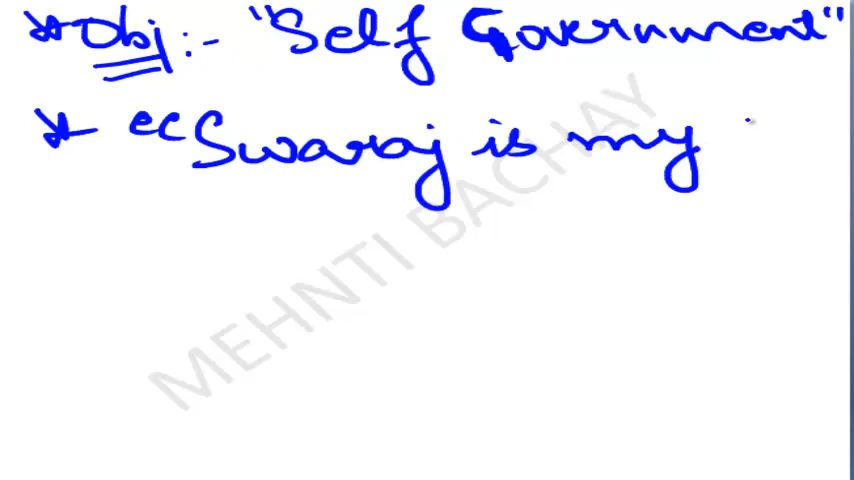 * Obj :- "Self Government"
* "Swaraj is my
MEHNTI BACHAY